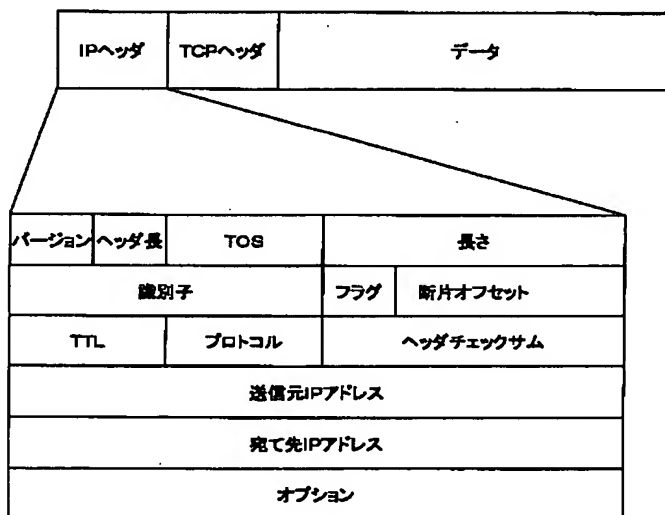 IPヘッダ TCPヘッダ データ
バージョン ヘッダ長 TOS 長さ
識別子 フラグ 断片オフセット
TTL プロトコル ヘッダチェックサム
送信元IPアドレス
宛て先IPアドレス
オプション